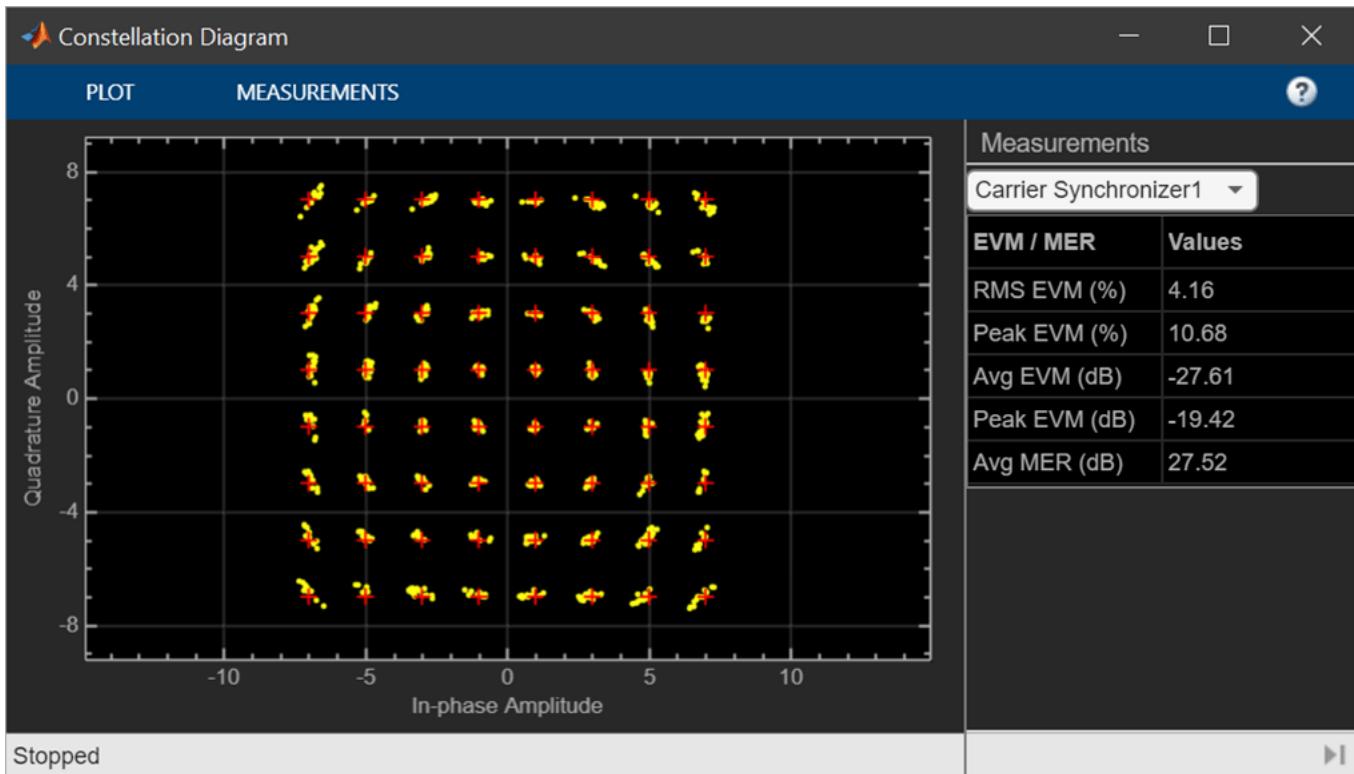 Constellation Diagram
PLOT MEASUREMENTS
?
8
4
0
-4
-8
Quadrature Amplitude
-10 -5 0 5 10
In-phase Amplitude
Measurements
Carrier Synchronizer1
EVM / MER Values
RMS EVM (%) 4.16
Peak EVM (%) 10.68
Avg EVM (dB) -27.61
Peak EVM (dB) -19.42
Avg MER (dB) 27.52
Stopped